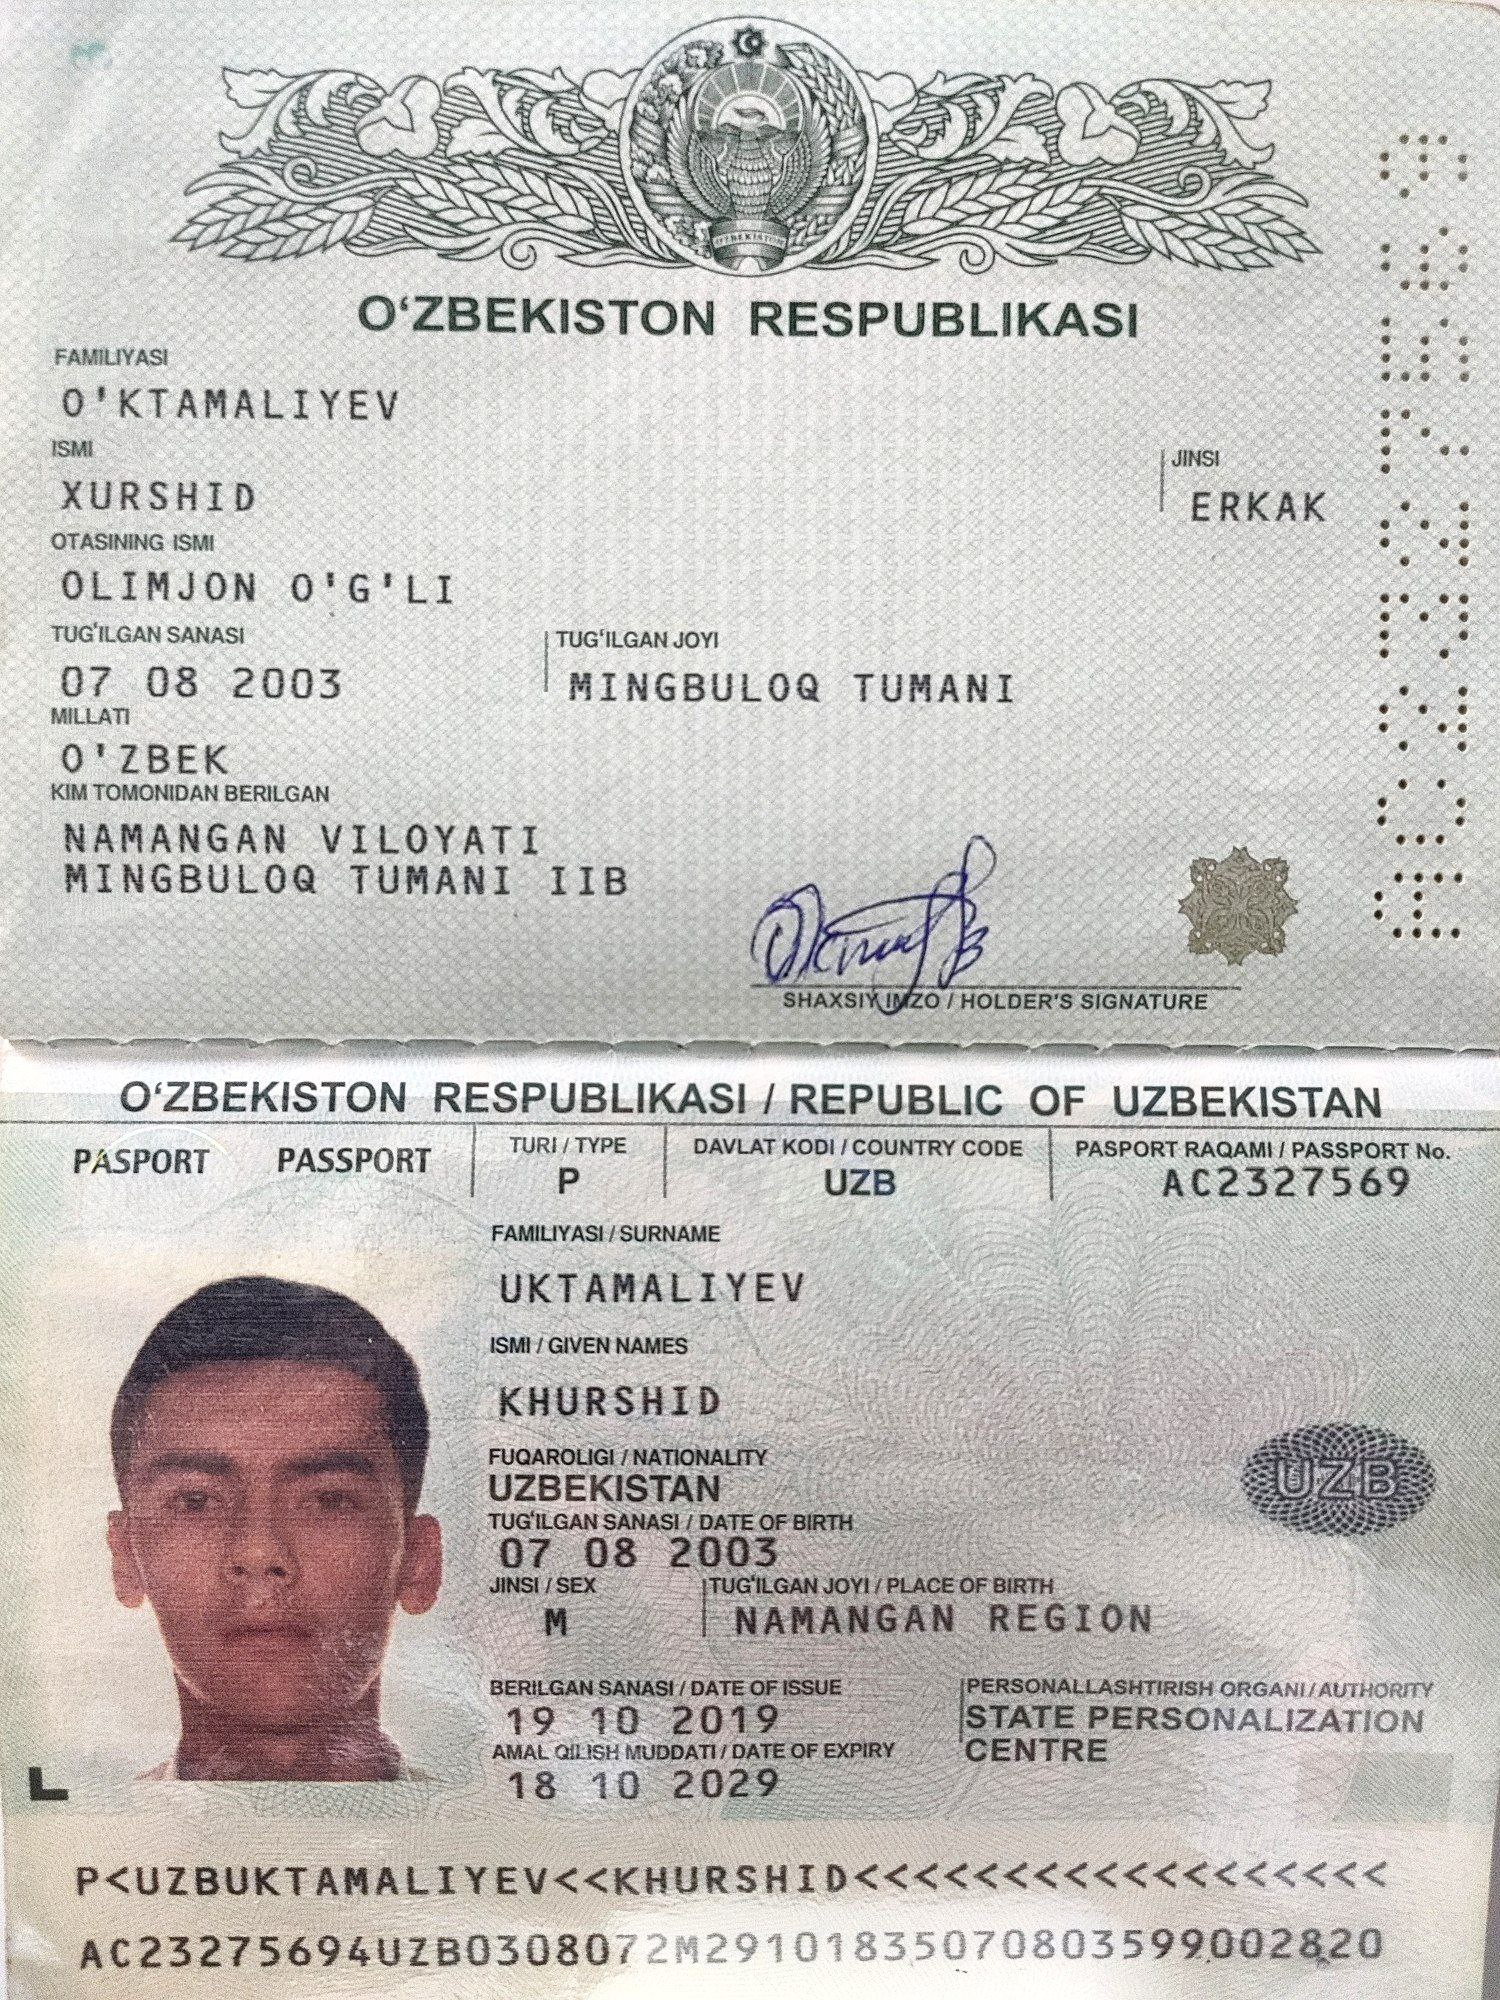 O'ZBEKISTON
O‘ZBEKISTON RESPUBLIKASI
FAMILIYASI
O'KTAMALIYEV
ISMI
XURSHID
JINSI
ERKAK
OTASINING ISMI
OLIMJON O'G'LI
TUG‘ILGAN SANASI
07 08 2003
TUG‘ILGAN JOYI
MINGBULOQ TUMANI
MILLATI
O'ZBEK
KIM TOMONIDAN BERILGAN
NAMANGAN VILOYATI
MINGBULOQ TUMANI IIB
SHAXSIY IMZO / HOLDER'S SIGNATURE
AC2327569
O‘ZBEKISTON RESPUBLIKASI / REPUBLIC OF UZBEKISTAN
PASPORT PASSPORT
TURI / TYPE
P
DAVLAT KODI / COUNTRY CODE
UZB
PASPORT RAQAMI / PASSPORT No.
AC2327569
FAMILIYASI / SURNAME
UKTAMALIYEV
ISMI / GIVEN NAMES
KHURSHID
FUQAROLIGI / NATIONALITY
UZBEKISTAN
UZB
TUG‘ILGAN SANASI / DATE OF BIRTH
07 08 2003
JINSI / SEX
M
TUG‘ILGAN JOYI / PLACE OF BIRTH
NAMANGAN REGION
BERILGAN SANASI / DATE OF ISSUE
19 10 2019
PERSONALLASHTIRISH ORGANI / AUTHORITY
STATE PERSONALIZATION
CENTRE
AMAL QILISH MUDDATI / DATE OF EXPIRY
18 10 2029
P<UZBUKTAMALIYEV<<KHURSHID<<<<<<<<<<<<<<<<<<
AC23275694UZB0308072M29101835070803599002820